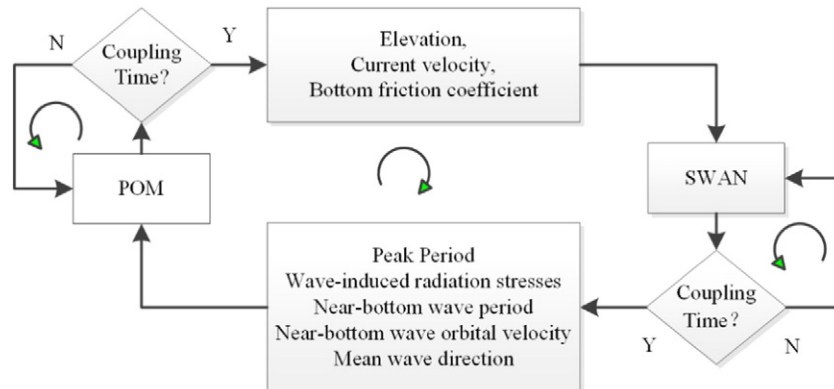 N
Coupling
Time?
Y
Elevation,
Current velocity,
Bottom friction coefficient
POM
SWAN
Peak Period
Wave-induced radiation stresses
Near-bottom wave period
Near-bottom wave orbital velocity
Mean wave direction
Coupling
Time?
Y
N